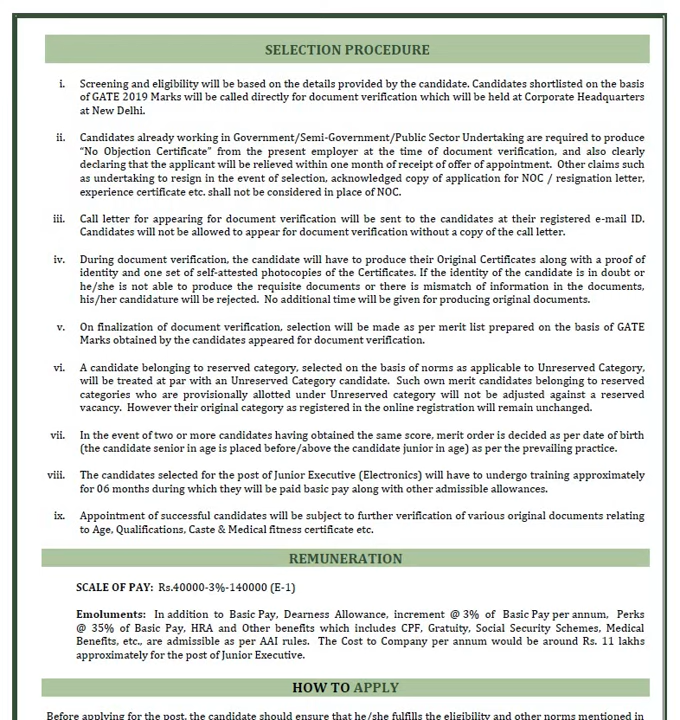 SELECTION PROCEDURE
i. Screening and eligibility will be based on the details provided by the candidate. Candidates shortlisted on the basis
of GATE 2019 Marks will be called directly for document verification which will be held at Corporate Headquarters
at New Delhi.
ii. Candidates already working in Government/Semi-Government/Public Sector Undertaking are required to produce
“No Objection Certificate” from the present employer at the time of document verification, and also clearly
declaring that the applicant will be relieved within one month of receipt of offer of appointment. Other claims such
as undertaking to resign in the event of selection, acknowledged copy of application for NOC / resignation letter,
experience certificate etc. shall not be considered in place of NOC.
iii. Call letter for appearing for document verification will be sent to the candidates at their registered e-mail ID.
Candidates will not be allowed to appear for document verification without a copy of the call letter.
iv. During document verification, the candidate will have to produce their Original Certificates along with a proof of
identity and one set of self-attested photocopies of the Certificates. If the identity of the candidate is in doubt or
he/she is not able to produce the requisite documents or there is mismatch of information in the documents,
his/her candidature will be rejected. No additional time will be given for producing original documents.
v. On finalization of document verification, selection will be made as per merit list prepared on the basis of GATE
Marks obtained by the candidates appeared for document verification.
vi. A candidate belonging to reserved category, selected on the basis of norms as applicable to Unreserved Category,
will be treated at par with an Unreserved Category candidate. Such own merit candidates belonging to reserved
categories who are provisionally allotted under Unreserved category will not be adjusted against a reserved
vacancy. However their original category as registered in the online registration will remain unchanged.
vii. In the event of two or more candidates having obtained the same score, merit order is decided as per date of birth
(the candidate senior in age is placed before/above the candidate junior in age) as per the prevailing practice.
viii. The candidates selected for the post of Junior Executive (Electronics) will have to undergo training approximately
for 06 months during which they will be paid basic pay along with other admissible allowances.
ix. Appointment of successful candidates will be subject to further verification of various original documents relating
to Age, Qualifications, Caste & Medical fitness certificate etc.
REMUNERATION
SCALE OF PAY: Rs.40000-3%-140000 (E-1)
Emoluments: In addition to Basic Pay, Dearness Allowance, increment @ 3% of Basic Pay per annum, Perks
@ 35% of Basic Pay, HRA and Other benefits which includes CPF, Gratuity, Social Security Schemes, Medical
Benefits, etc., are admissible as per AAI rules. The Cost to Company per annum would be around Rs. 11 lakhs
approximately for the post of Junior Executive.
HOW TO APPLY
Before applying for the post, the candidate should ensure that he/she fulfills the eligibility and other norms mentioned in